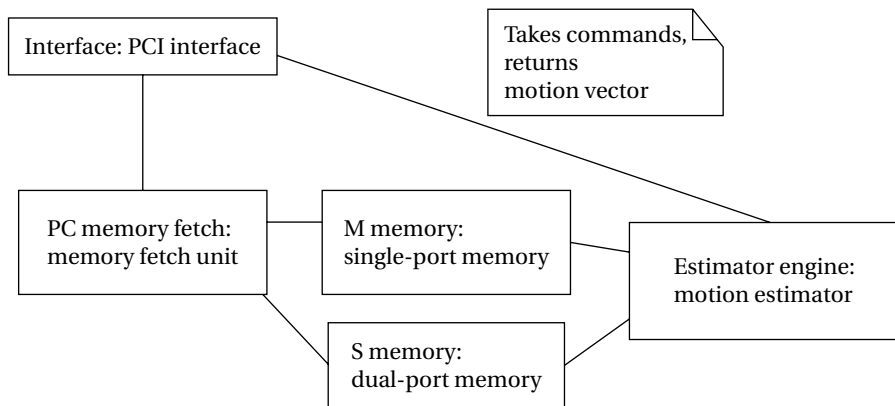 Interface: PCI interface
Takes commands,
returns
motion vector
PC memory fetch:
memory fetch unit
M memory:
single-port memory
Estimator engine:
motion estimator
S memory:
dual-port memory